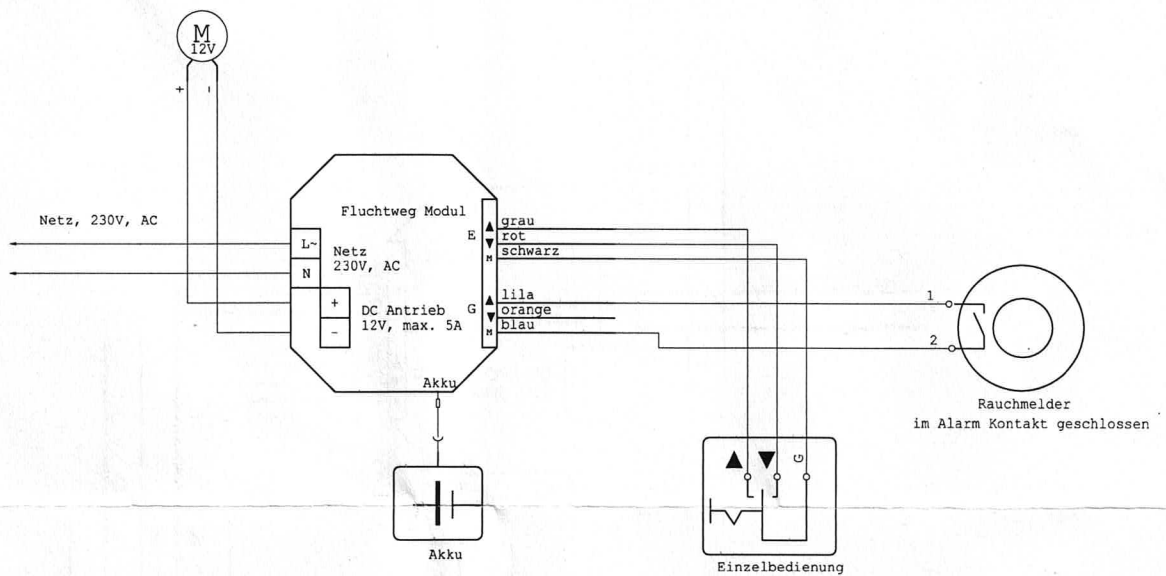 M
12V
+ -
Netz, 230V, AC
Fluchtweg Modul
L~
N
Netz
230V, AC
+
-
DC Antrieb
12V, max. 5A
E
▲ grau
▼ rot
M schwarz
G
▲ lila
▼ orange
M blau
Akku
1
2
Rauchmelder
im Alarm Kontakt geschlossen
▲ ▼ G
Akku
Einzelbedienung